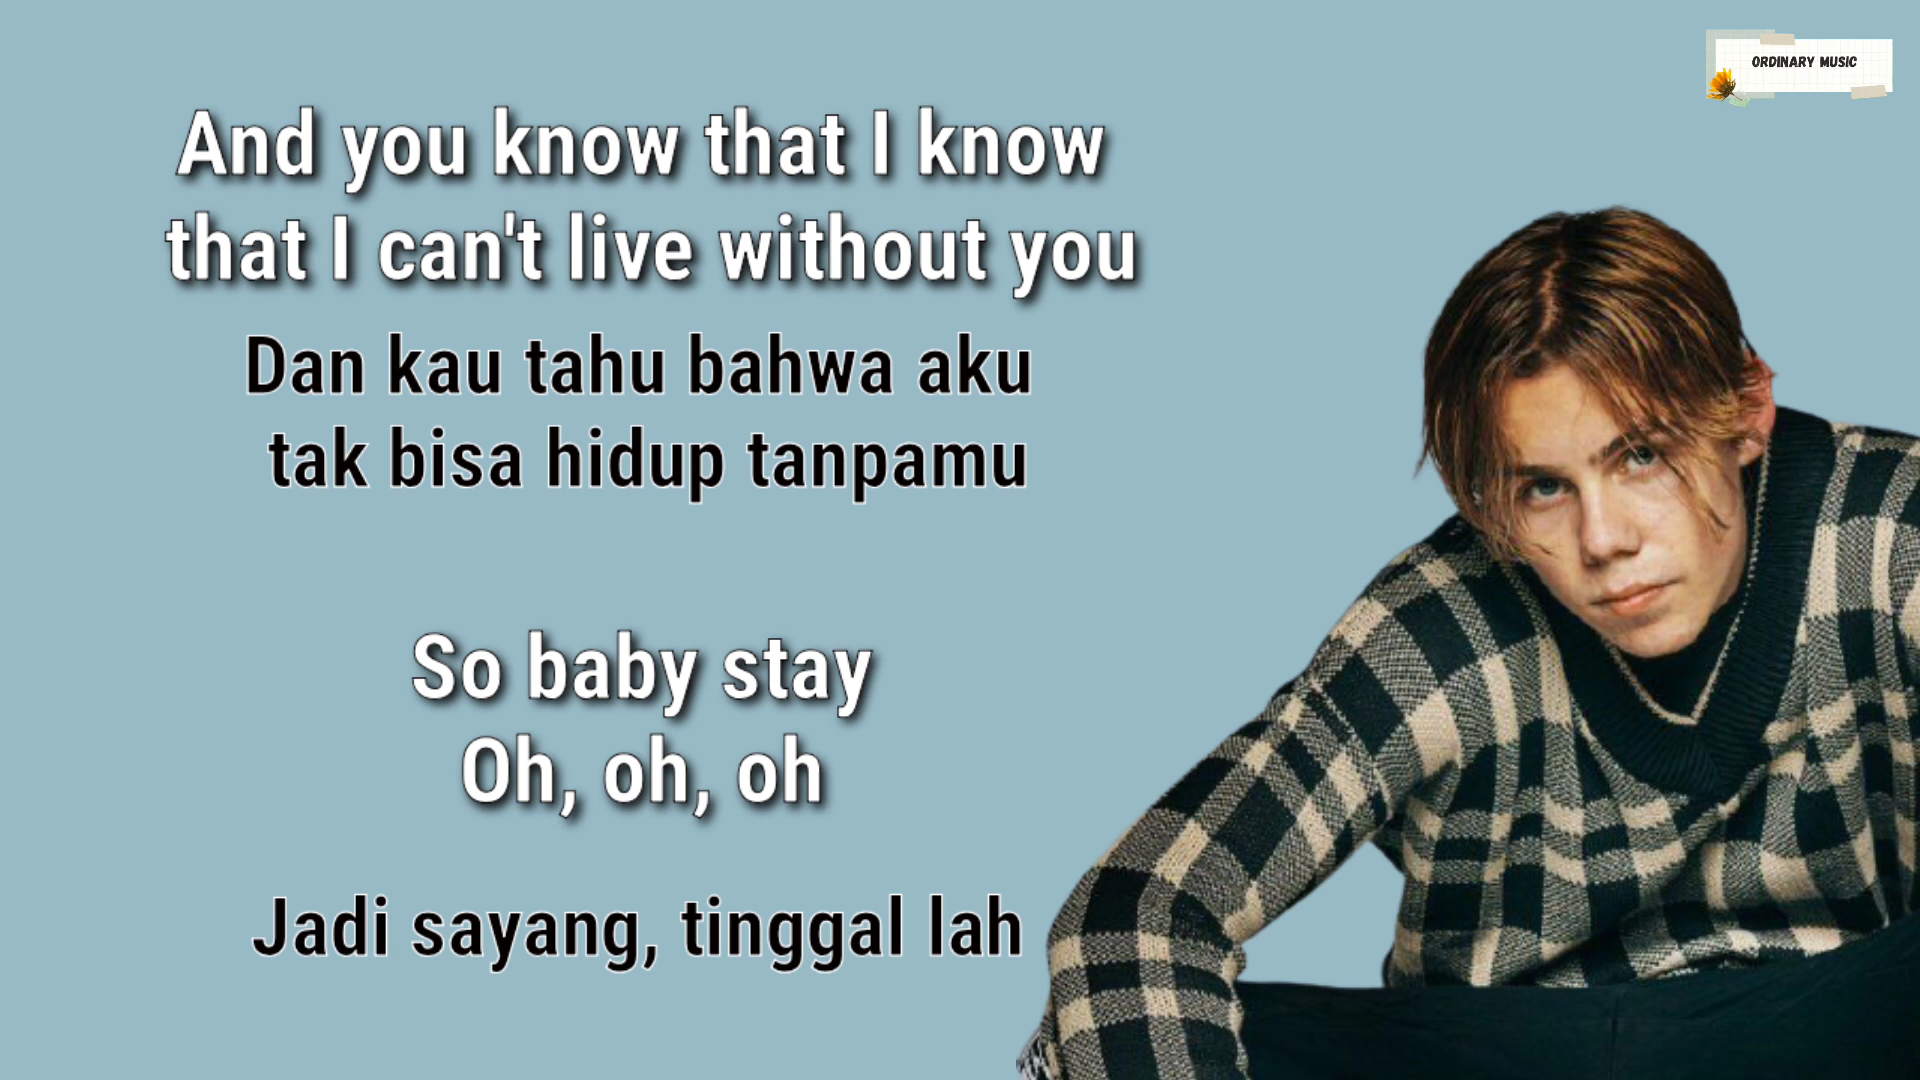 ORDINARY MUSIC
And you know that I know
that I can't live without you
Dan kau tahu bahwa aku
tak bisa hidup tanpamu
So baby stay
Oh, oh, oh
Jadi sayang, tinggal lah